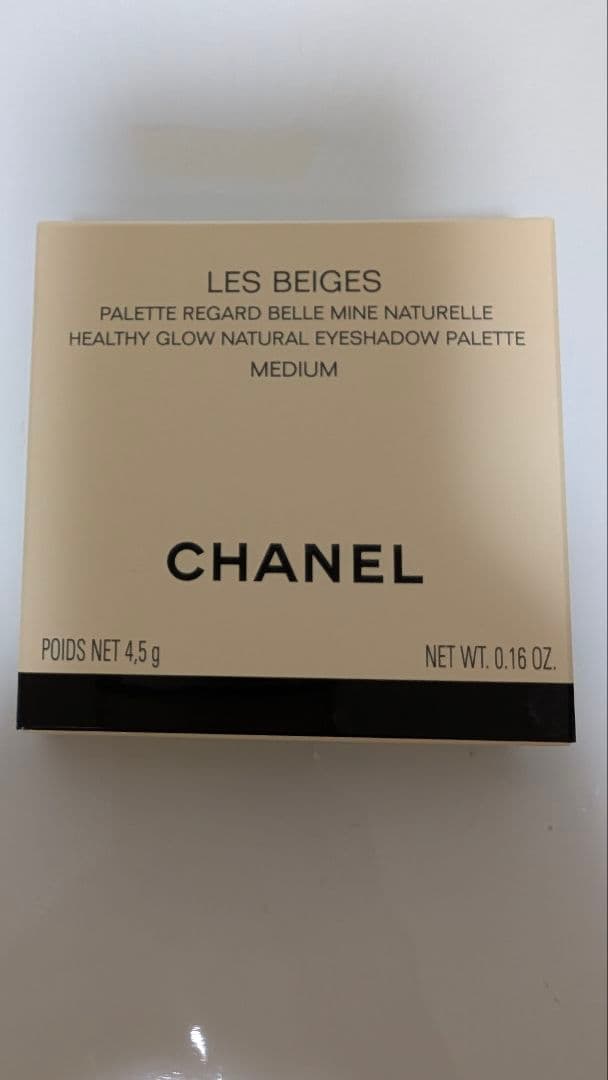 LES BEIGES
PALETTE REGARD BELLE MINE NATURELLE
HEALTHY GLOW NATURAL EYESHADOW PALETTE
MEDIUM
CHANEL
POIDS NET 4,5 g
NET WT. 0.16 OZ.